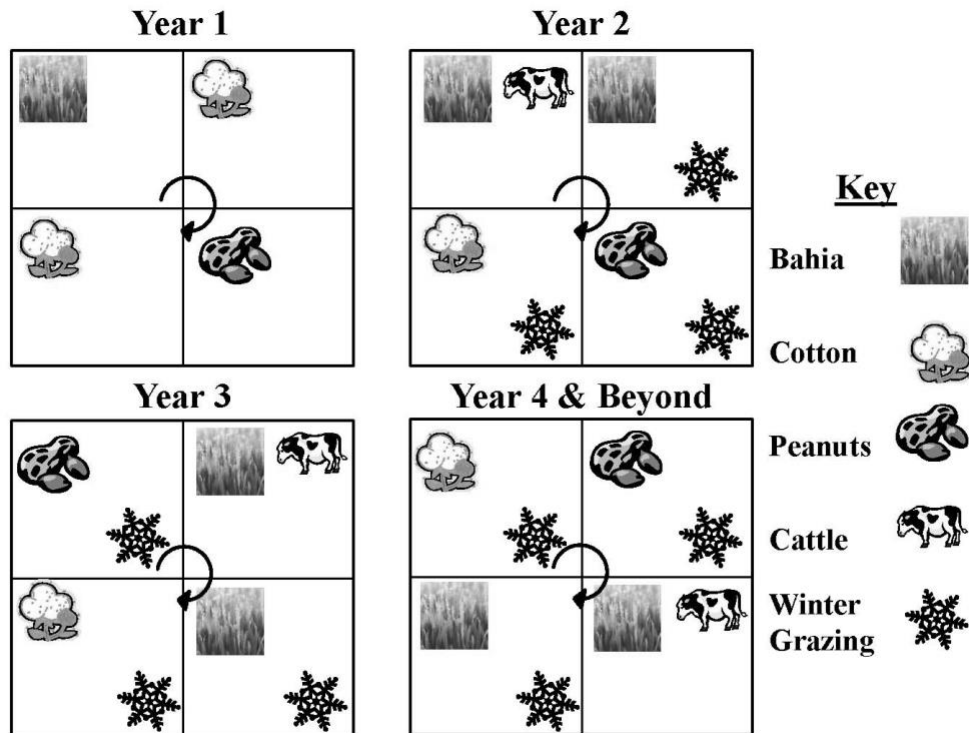 Year 1
Year 2
Year 3
Year 4 & Beyond
Key
Bahia
Cotton
Peanuts
Cattle
Winter
Grazing